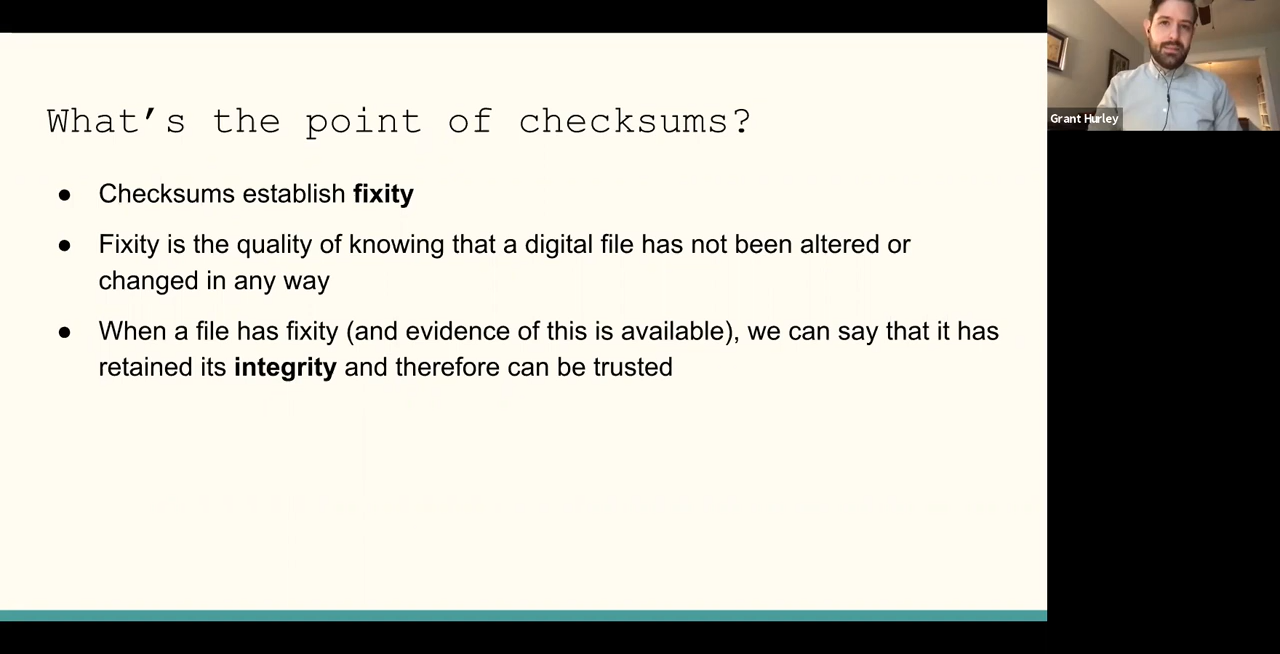 What's the point of checksums?
● Checksums establish fixity
● Fixity is the quality of knowing that a digital file has not been altered or
changed in any way
● When a file has fixity (and evidence of this is available), we can say that it has
retained its integrity and therefore can be trusted
Grant Hurley